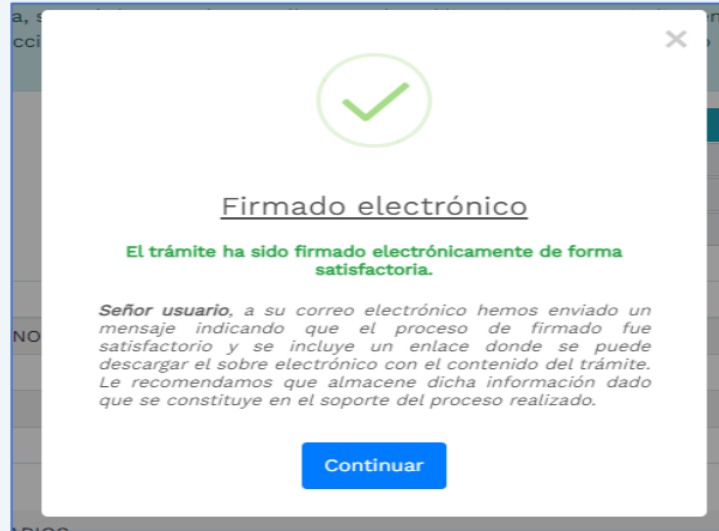 ×
Firmado electrónico
El trámite ha sido firmado electrónicamente de forma
satisfactoria.
Señor usuario, a su correo electrónico hemos enviado un
mensaje indicando que el proceso de firmado fue
satisfactorio y se incluye un enlace donde se puede
descargar el sobre electrónico con el contenido del trámite.
Le recomendamos que almacene dicha información dado
que se constituye en el soporte del proceso realizado.
Continuar